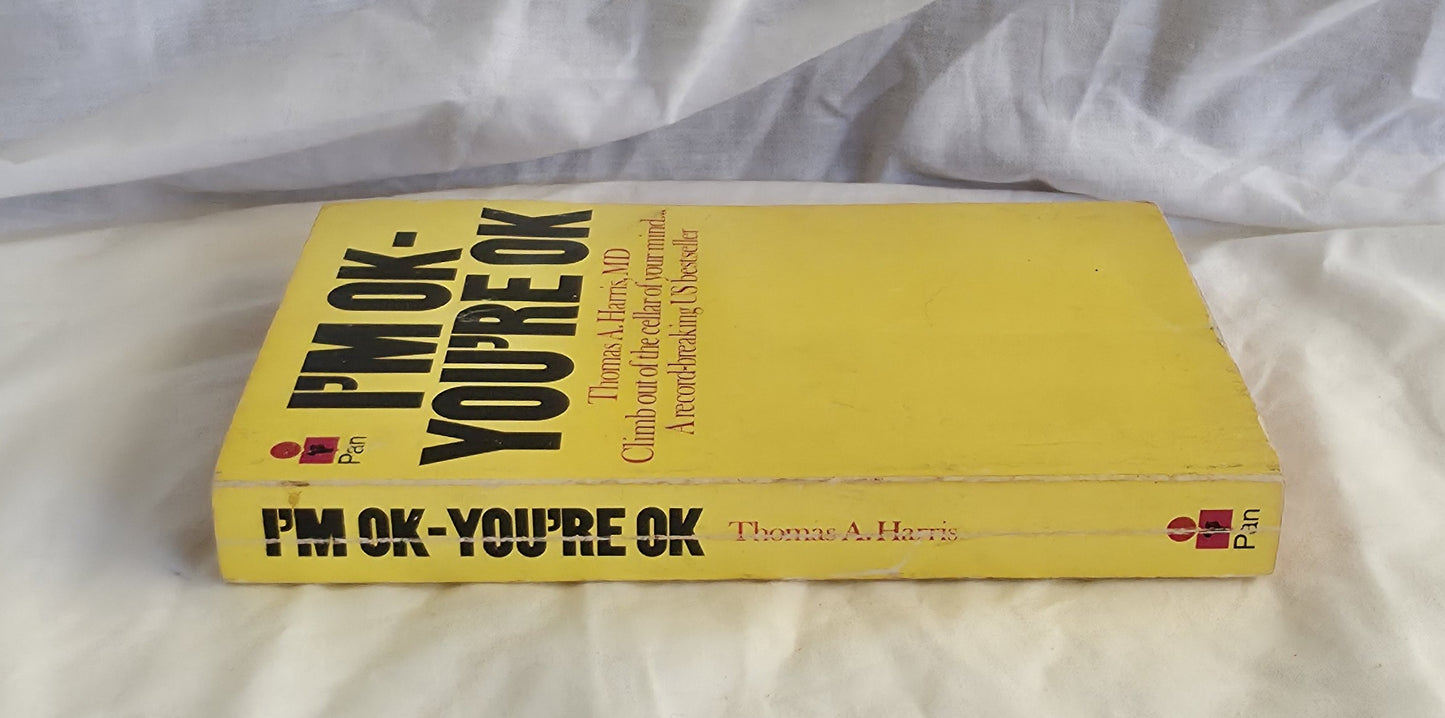 I'M OK-
YOU'RE OK
Thomas A. Harris, MD
Climb out of the cellar of your mind...
A record-breaking US bestseller
Pan
I'M OK-YOU'RE OK Thomas A. Harris
Pan